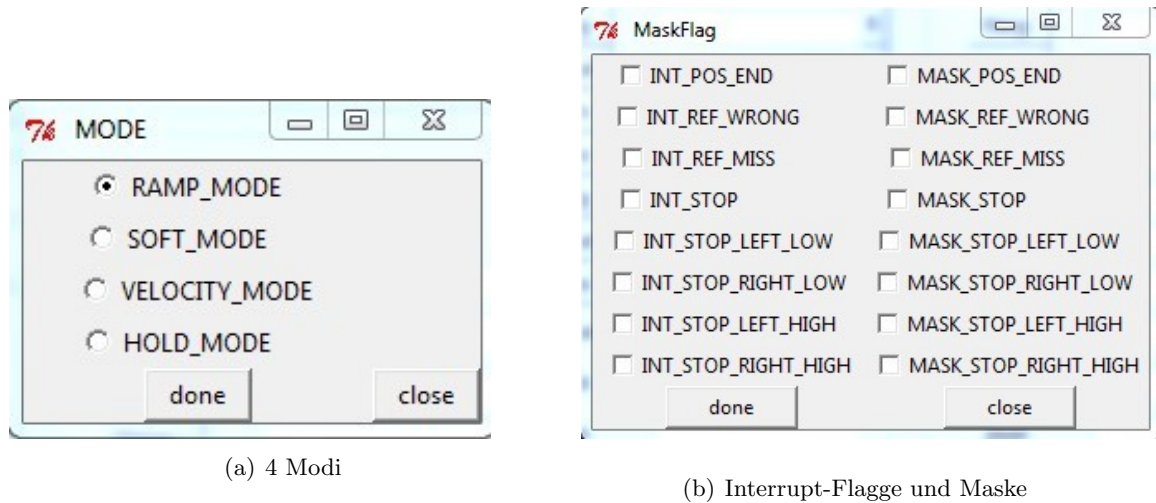 MODE
RAMP_MODE
SOFT_MODE
VELOCITY_MODE
HOLD_MODE
done close
(a) 4 Modi
MaskFlag
INT_POS_END MASK_POS_END
INT_REF_WRONG MASK_REF_WRONG
INT_REF_MISS MASK_REF_MISS
INT_STOP MASK_STOP
INT_STOP_LEFT_LOW MASK_STOP_LEFT_LOW
INT_STOP_RIGHT_LOW MASK_STOP_RIGHT_LOW
INT_STOP_LEFT_HIGH MASK_STOP_LEFT_HIGH
INT_STOP_RIGHT_HIGH MASK_STOP_RIGHT_HIGH
done close
(b) Interrupt-Flagge und Maske